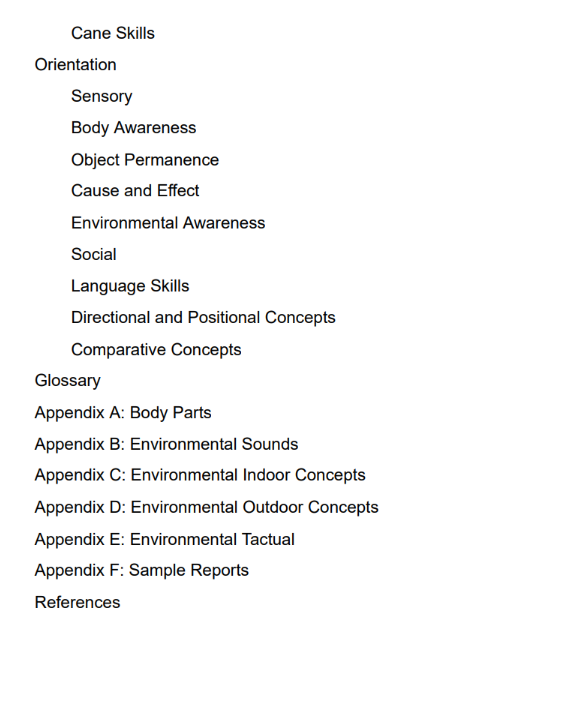 Cane Skills
Orientation
Sensory
Body Awareness
Object Permanence
Cause and Effect
Environmental Awareness
Social
Language Skills
Directional and Positional Concepts
Comparative Concepts
Glossary
Appendix A: Body Parts
Appendix B: Environmental Sounds
Appendix C: Environmental Indoor Concepts
Appendix D: Environmental Outdoor Concepts
Appendix E: Environmental Tactual
Appendix F: Sample Reports
References